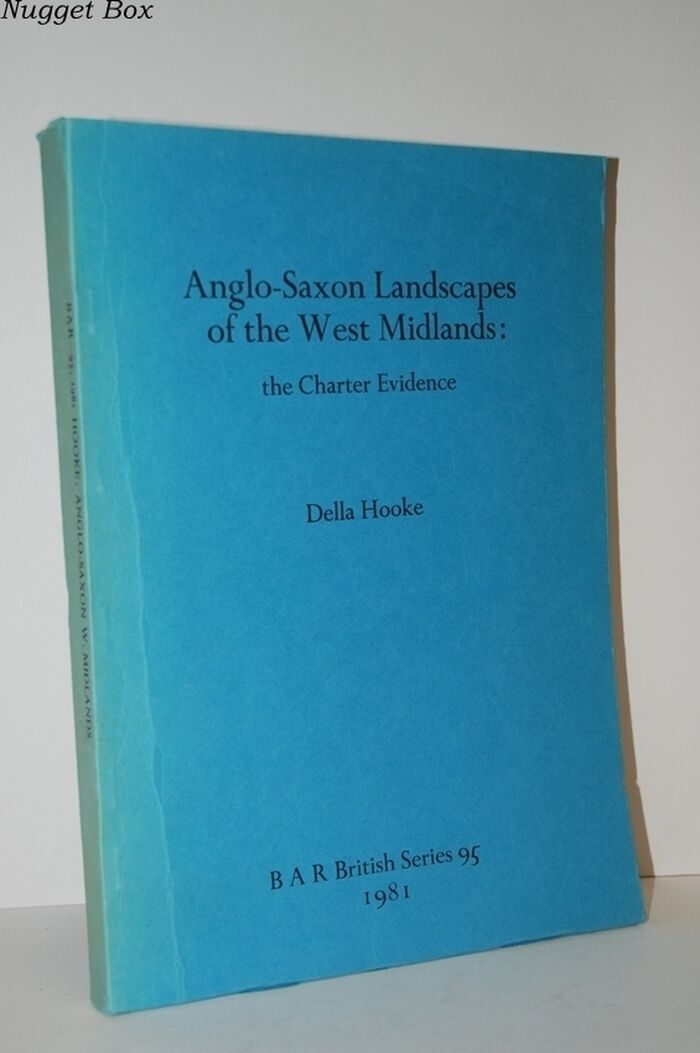 Nugget Box
Anglo-Saxon Landscapes
of the West Midlands:
the Charter Evidence
Della Hooke
B A R British Series 95
1981
B A R 95, 1981 HOOKE: ANGLO-SAXON W. MIDLANDS